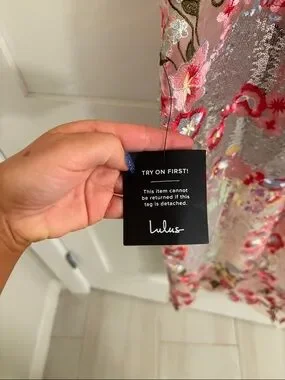 TRY ON FIRST!
This item cannot
be returned if this
tag is detached.
Lulus